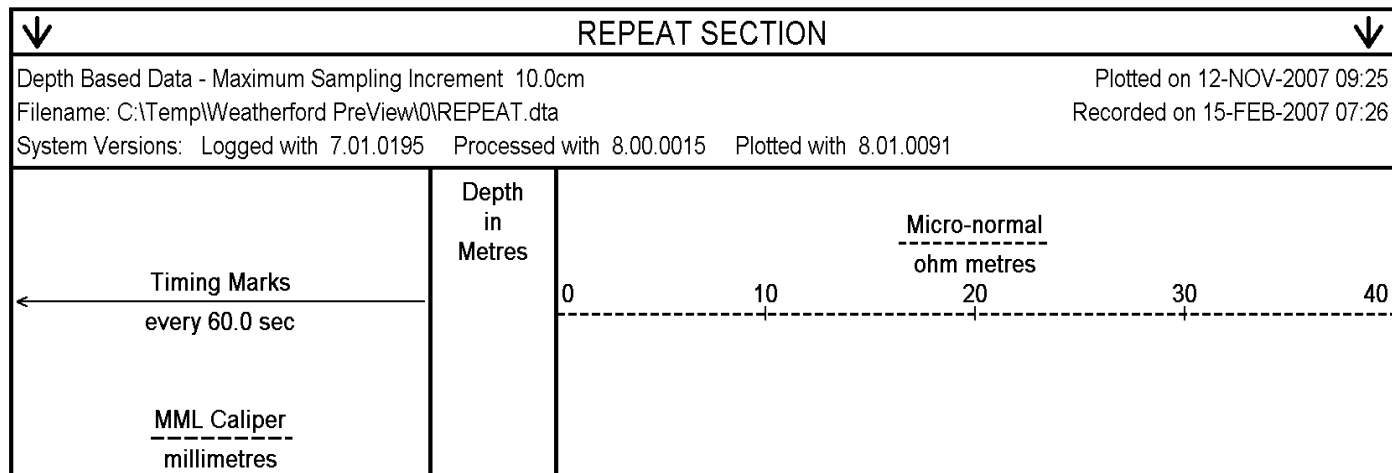 REPEAT SECTION
Depth Based Data - Maximum Sampling Increment 10.0cm Plotted on 12-NOV-2007 09:25
Filename: C:\Temp\Weatherford PreView\0\REPEAT.dta Recorded on 15-FEB-2007 07:26
System Versions: Logged with 7.01.0195 Processed with 8.00.0015 Plotted with 8.01.0091
Timing Marks
every 60.0 sec
MML Caliper
millimetres
Depth
in
Metres
Micro-normal
ohm metres
0 10 20 30 40